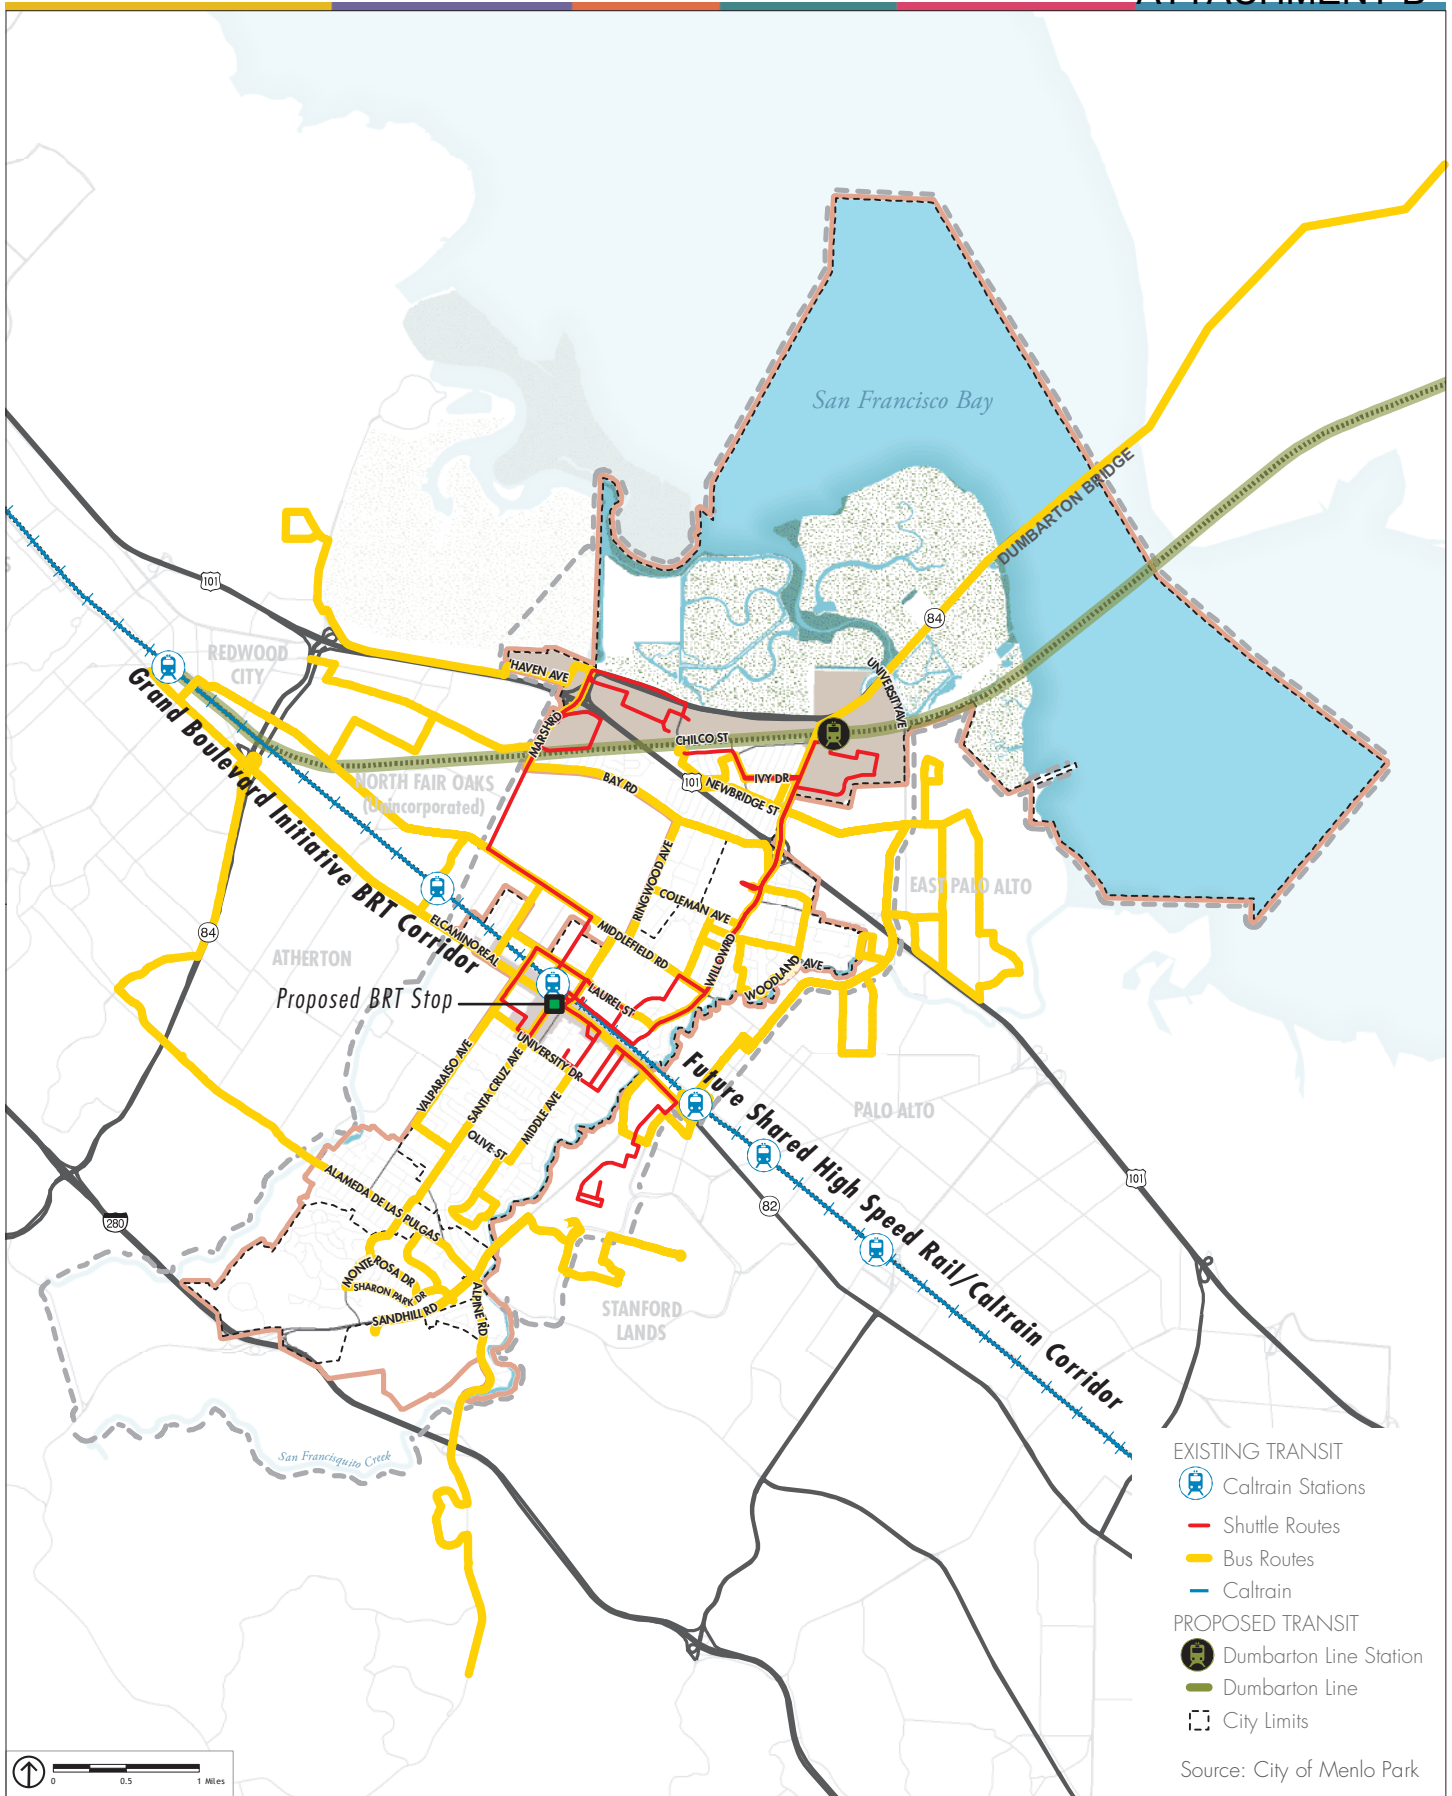 ATTACHMENT B
San Francisco Bay
DUMBARTON BRIDGE
101
84
REDWOOD
CITY
HAVEN AVE
UNIVERSITY AVE
Grand Boulevard Initiative BRT Corridor
MARSH RD
CHILCO ST
NORTH FAIR OAKS
(Unincorporated)
BAY RD
101
IVY DR
NEWBRIDGE ST
RINGWOOD AVE
EAST PALO ALTO
COLEMAN AVE
84
ELCAMINO REAL
MIDDLEFIELD RD
WILLOW RD
ATHERTON
WOODLAND AVE
Proposed BRT Stop
LAUREL ST
UNIVERSITY DR
VALPARAISO AVE
SANTA CRUZ AVE
MIDDLE AVE
OLIVE ST
Future Shared High Speed Rail/Caltrain Corridor
PALO ALTO
101
82
280
ALAMEDA DE LAS PULGAS
MONTE ROSA DR
SHARON PARK DR
SANDHILL RD
ALPINE RD
STANFORD
LANDS
San Francisquito Creek
EXISTING TRANSIT
Caltrain Stations
Shuttle Routes
Bus Routes
Caltrain
PROPOSED TRANSIT
Dumbarton Line Station
Dumbarton Line
City Limits
Source: City of Menlo Park
0 0.5 1 Miles